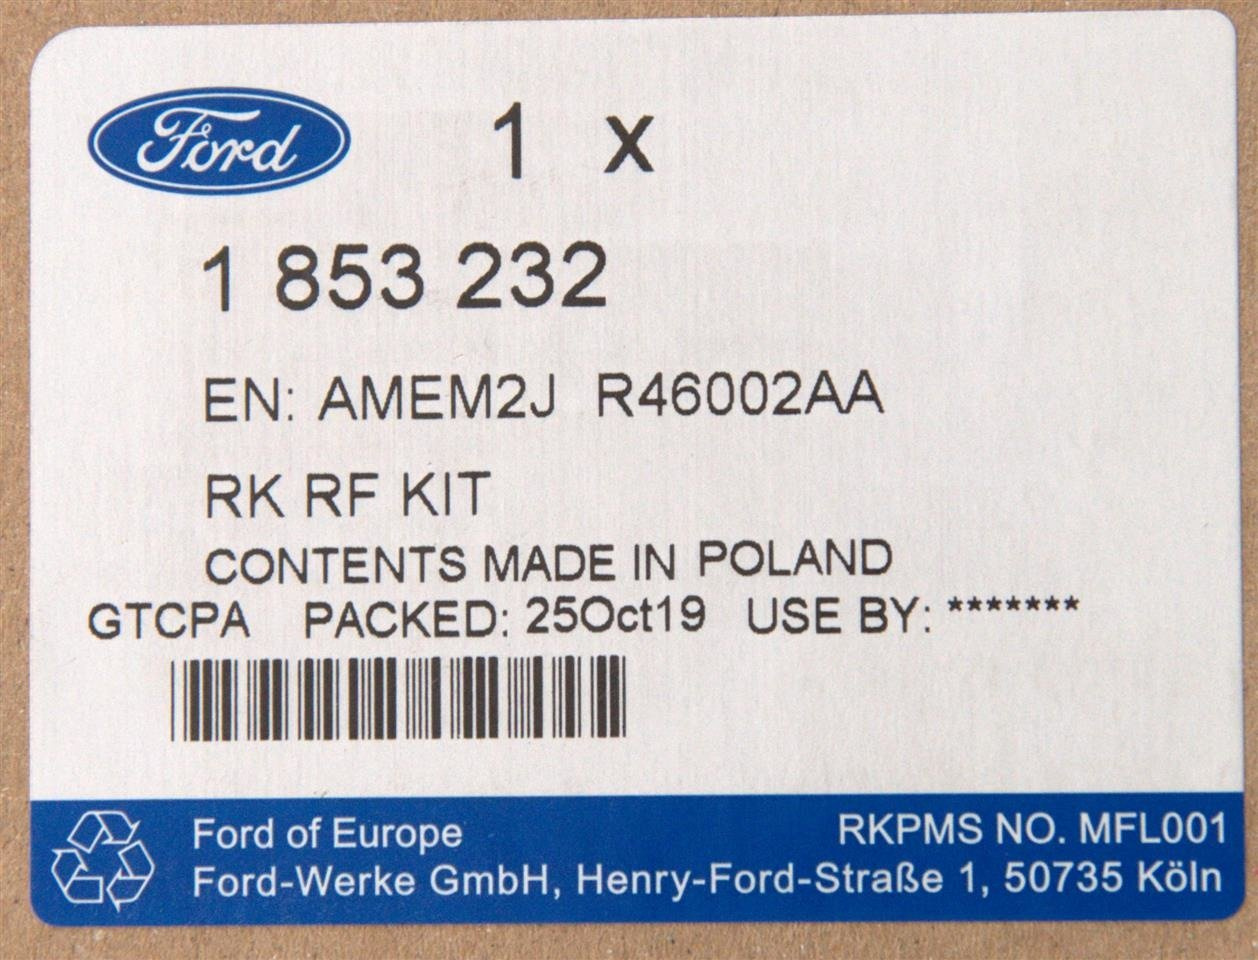 Ford 1 x
1 853 232
EN: AMEM2J R46002AA
RK RF KIT
CONTENTS MADE IN POLAND
GTCPA PACKED: 25Oct19 USE BY: *******
Ford of Europe RKPMS NO. MFL001
Ford-Werke GmbH, Henry-Ford-Straße 1, 50735 Köln